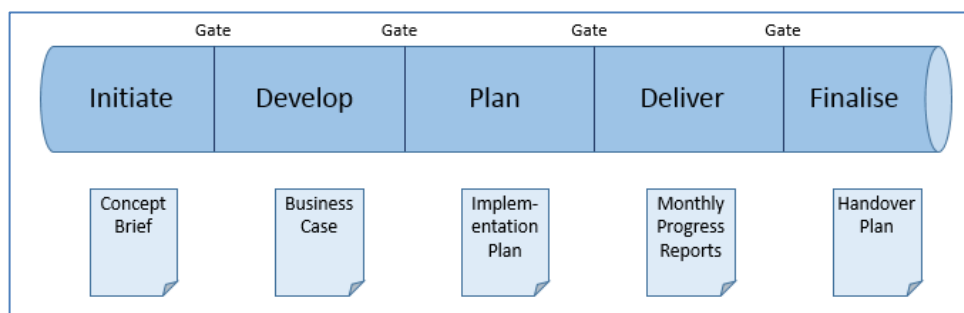 Gate Gate Gate Gate
Initiate Develop Plan Deliver Finalise
Concept
Brief
Business
Case
Implem-
entation
Plan
Monthly
Progress
Reports
Handover
Plan